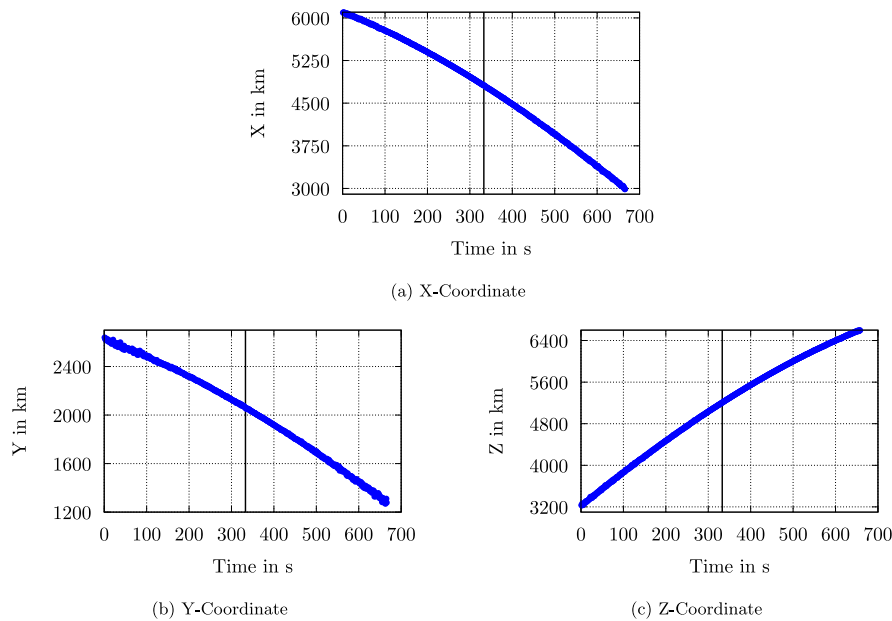 6000
5250
4500
3750
3000
X in km
0 100 200 300 400 500 600 700
Time in s
(a) X-Coordinate
2400
2000
1600
1200
Y in km
0 100 200 300 400 500 600 700
Time in s
(b) Y-Coordinate
6400
5600
4800
4000
3200
Z in km
0 100 200 300 400 500 600 700
Time in s
(c) Z-Coordinate